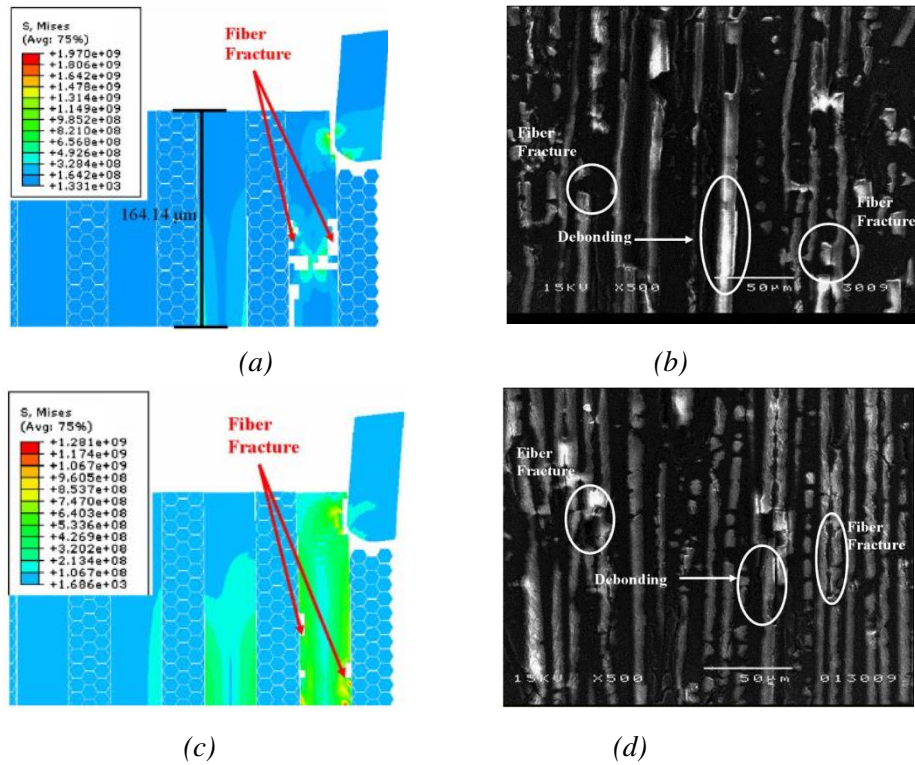 S, Mises
(Avg: 75%)
+1.970e+09
+1.806e+09
+1.642e+09
+1.478e+09
+1.314e+09
+1.149e+09
+9.852e+08
+8.210e+08
+6.568e+08
+4.926e+08
+3.284e+08
+1.642e+08
+1.331e+03
Fiber
Fracture
164.14 μm
(a)
Fiber
Fracture
Fiber
Fracture
Debonding
15KV X500 50μm 3009
(b)
S, Mises
(Avg: 75%)
+1.281e+09
+1.174e+09
+1.067e+09
+9.605e+08
+8.537e+08
+7.470e+08
+6.403e+08
+5.336e+08
+4.269e+08
+3.202e+08
+2.134e+08
+1.067e+08
+1.686e+03
Fiber
Fracture
(c)
Fiber
Fracture
Fiber
Fracture
Debonding
15KV X500 50μm 013009
(d)